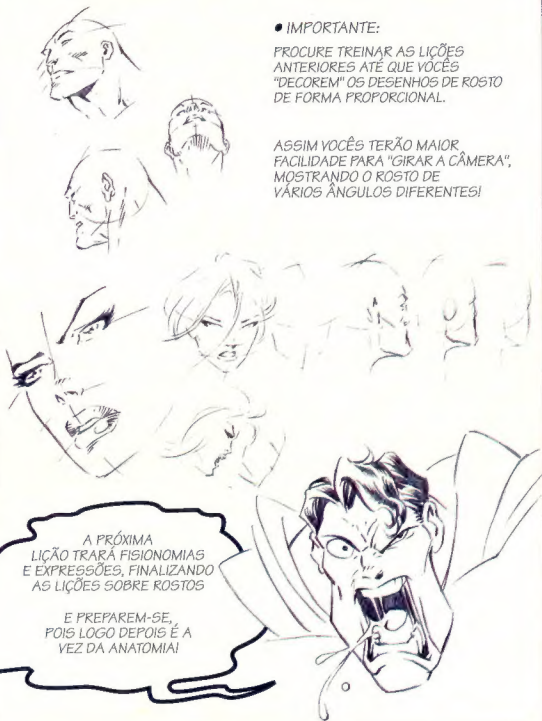 • IMPORTANTE:
PROCURE TREINAR AS LIÇÕES
ANTERIORES ATÉ QUE VOCÊS
"DECOREM" OS DESENHOS DE ROSTO
DE FORMA PROPORCIONAL.
ASSIM VOCÊS TERÃO MAIOR
FACILIDADE PARA "GIRAR A CÂMERA",
MOSTRANDO O ROSTO DE
VÁRIOS ÂNGULOS DIFERENTES!
A PRÓXIMA
LIÇÃO TRARÁ FISIONOMIAS
E EXPRESSÕES, FINALIZANDO
AS LIÇÕES SOBRE ROSTOS
E PREPAREM-SE,
POIS LOGO DEPOIS É A
VEZ DA ANATOMIA!